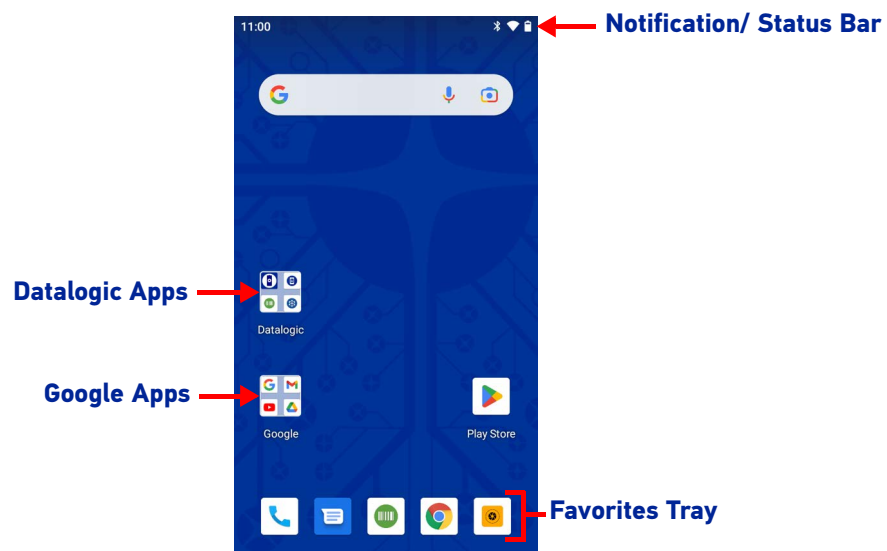 11:00
Notification/ Status Bar
Datalogic Apps
Datalogic
Google Apps
Google
Play Store
Favorites Tray